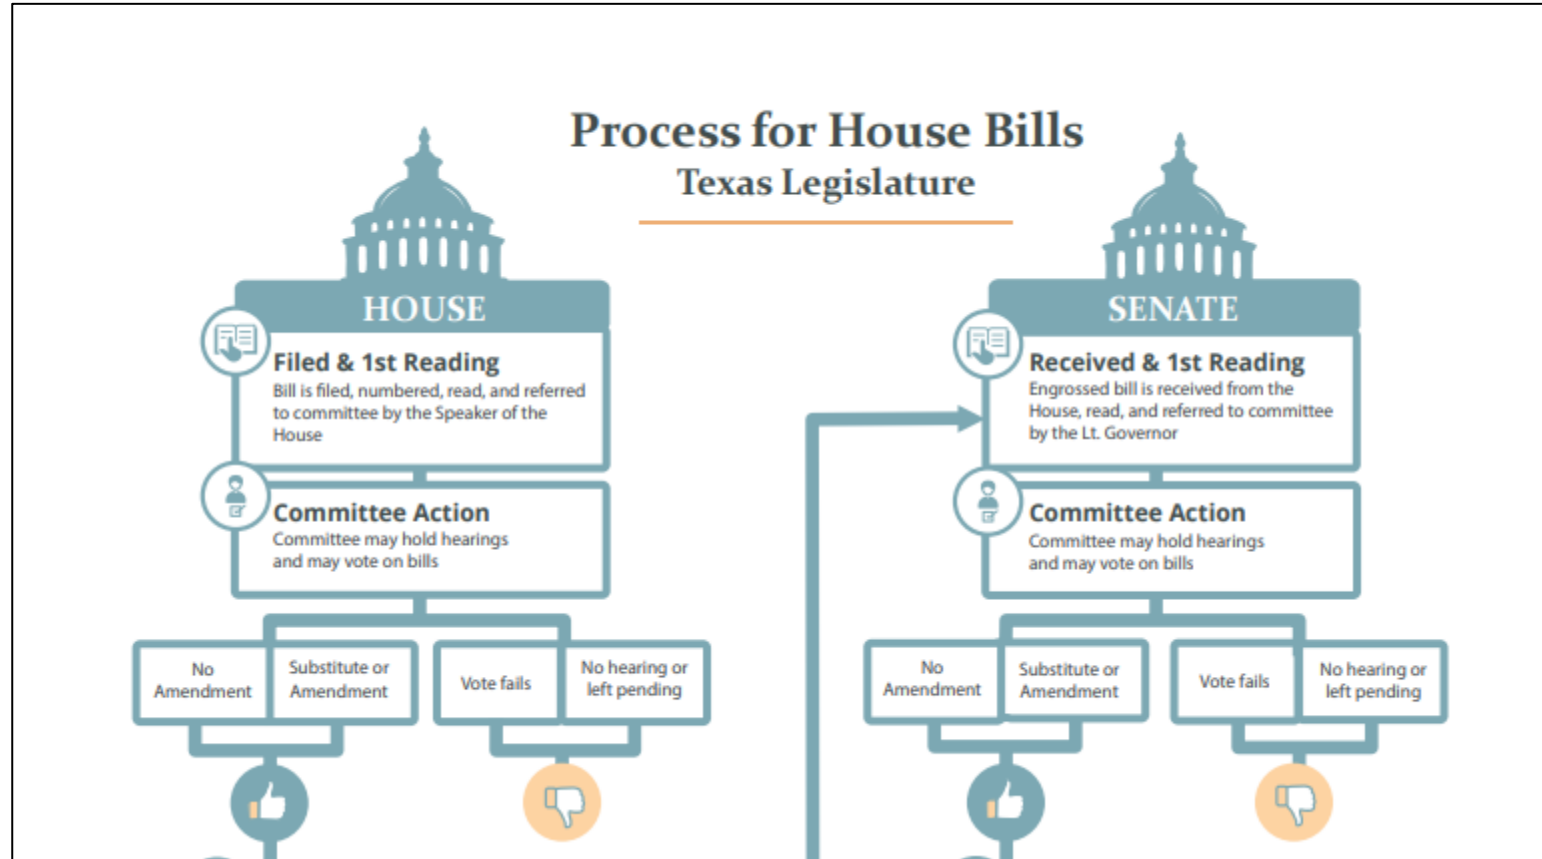 Process for House Bills
Texas Legislature
HOUSE
Filed & 1st Reading
Bill is filed, numbered, read, and referred
to committee by the Speaker of the
House
Committee Action
Committee may hold hearings
and may vote on bills
No
Amendment
Substitute or
Amendment
Vote fails
No hearing or
left pending
SENATE
Received & 1st Reading
Engrossed bill is received from the
House, read, and referred to committee
by the Lt. Governor
Committee Action
Committee may hold hearings
and may vote on bills
No
Amendment
Substitute or
Amendment
Vote fails
No hearing or
left pending